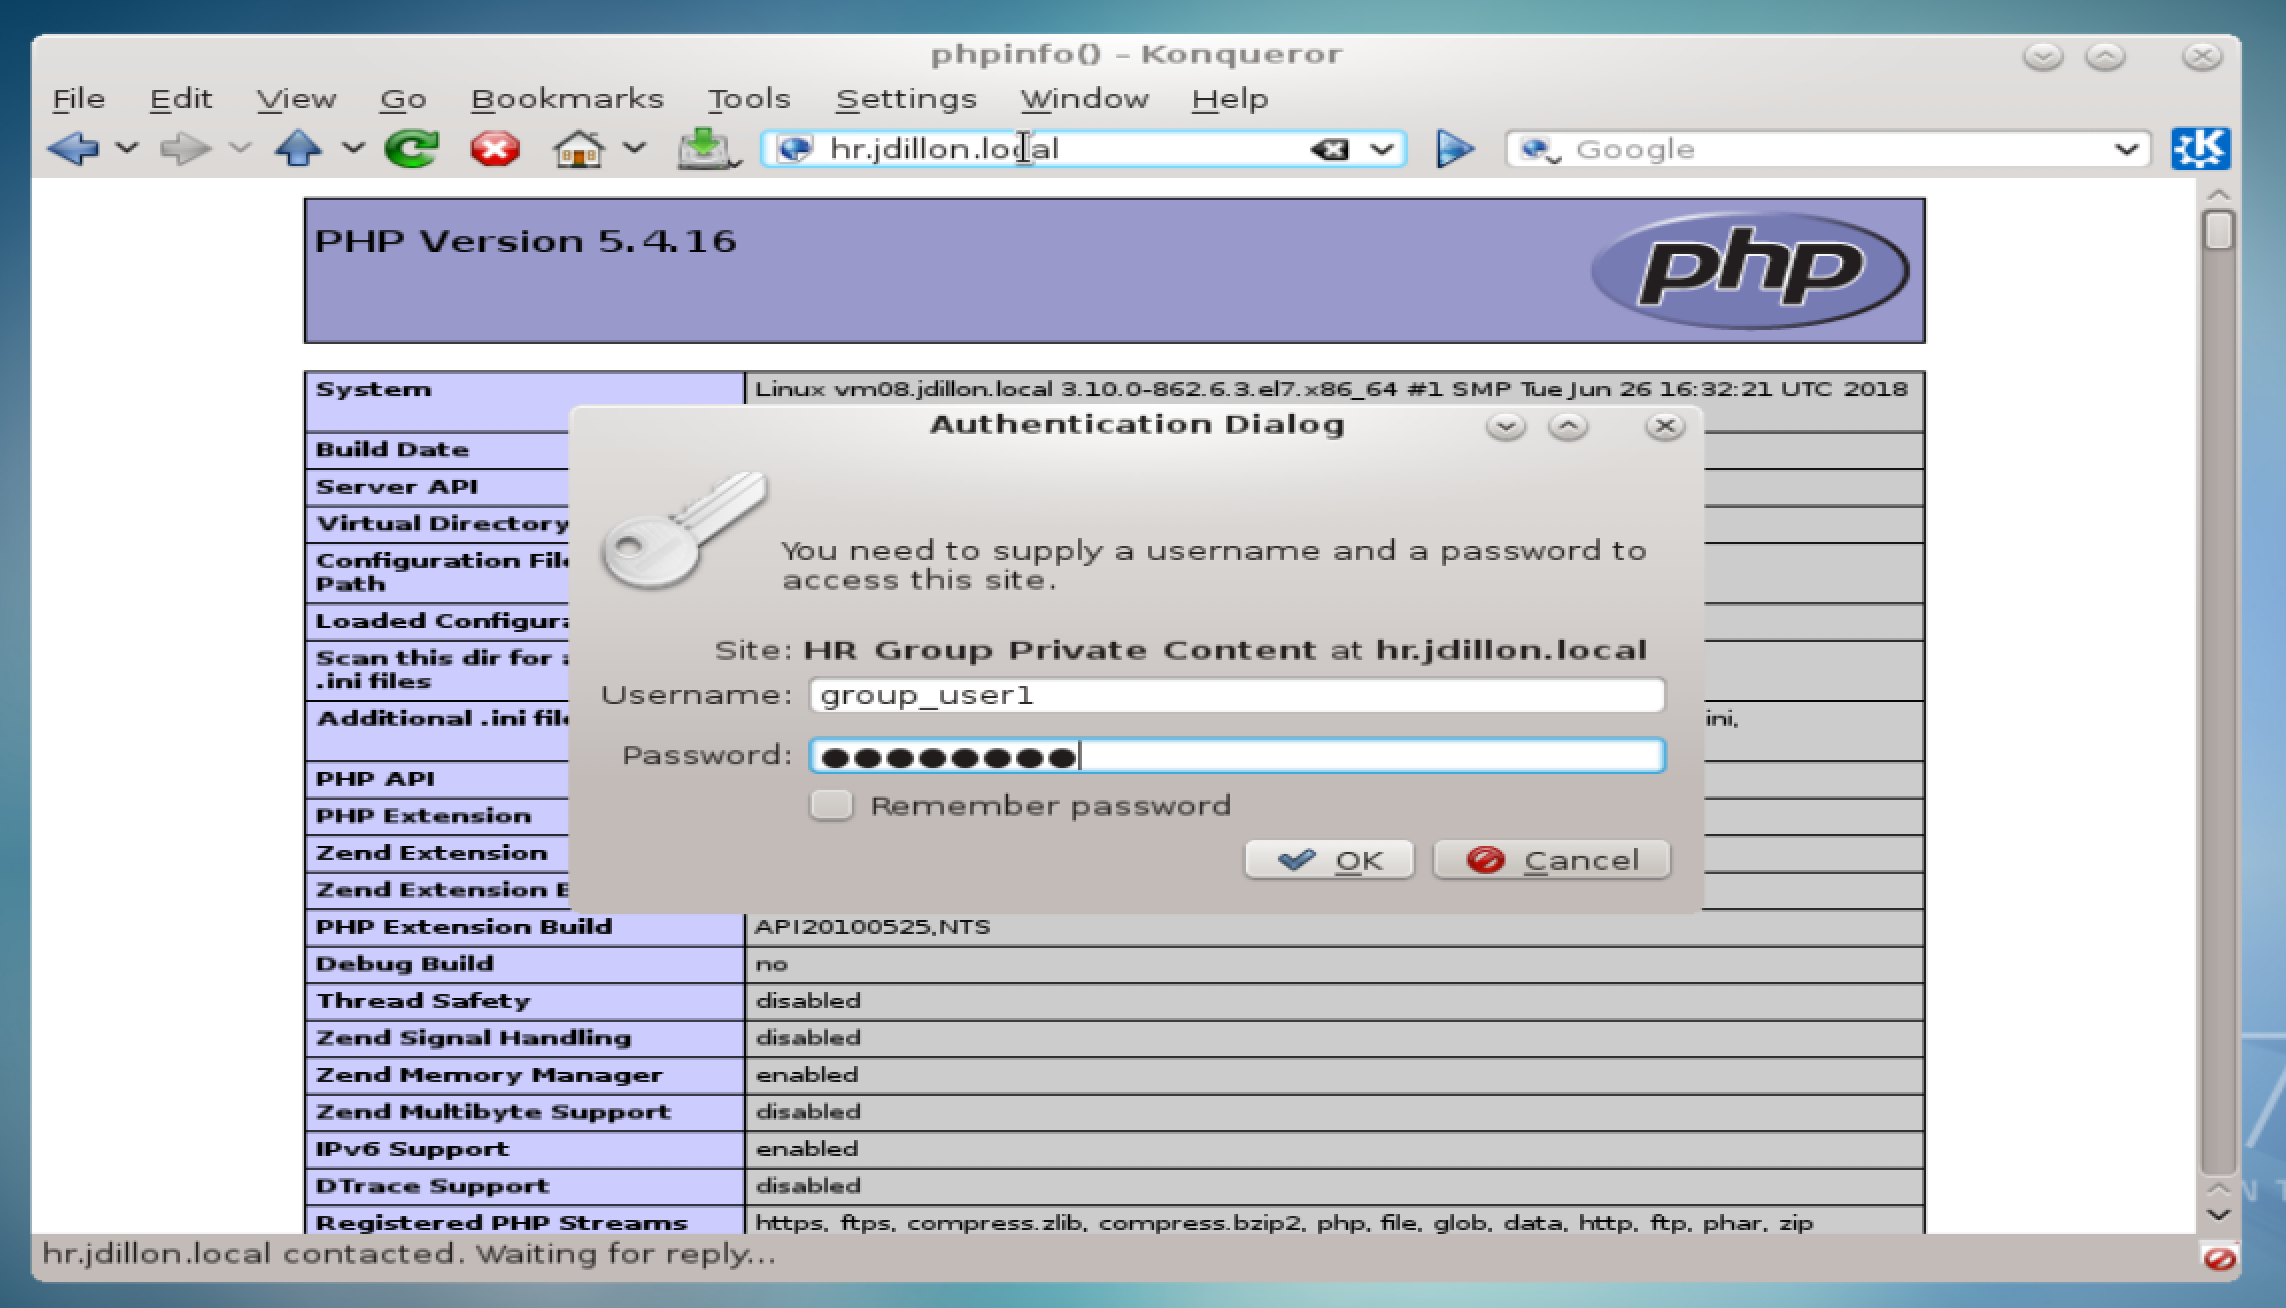 phpinfo() – Konqueror
File Edit View Go Bookmarks Tools Settings Window Help
hr.jdillon.local Google
PHP Version 5.4.16
php
System Linux vm08.jdillon.local 3.10.0-862.6.3.el7.x86_64 #1 SMP Tue Jun 26 16:32:21 UTC 2018
Authentication Dialog
Build Date
Server API
Virtual Directory
You need to supply a username and a password to
access this site.
Configuration File
Path
Loaded Configura
Site: HR Group Private Content at hr.jdillon.local
Scan this dir for
.ini files
Username: group_user1
Additional .ini file ini,
Password: ●●●●●●●●
PHP API
Remember password
PHP Extension
Zend Extension
OK Cancel
Zend Extension
PHP Extension Build API20100525,NTS
Debug Build no
Thread Safety disabled
Zend Signal Handling disabled
Zend Memory Manager enabled
Zend Multibyte Support disabled
IPv6 Support enabled
DTrace Support disabled
Registered PHP Streams https, ftps, compress.zlib, compress.bzip2, php, file, glob, data, http, ftp, phar, zip
hr.jdillon.local contacted. Waiting for reply...